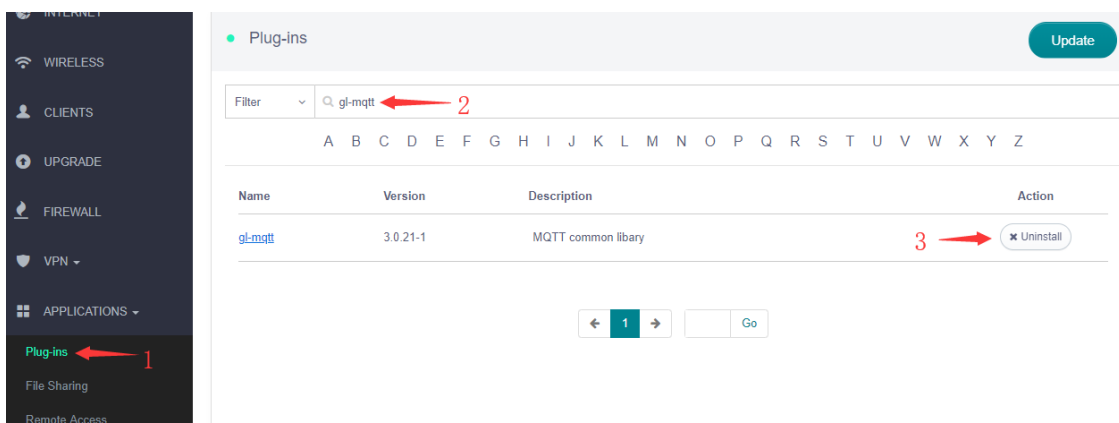 INTERNET
WIRELESS
CLIENTS
UPGRADE
FIREWALL
VPN
APPLICATIONS
Plug-ins
1
File Sharing
Remote Access
Plug-ins
Update
Filter
gl-mqtt
2
A B C D E F G H I J K L M N O P Q R S T U V W X Y Z
Name Version Description Action
gl-mqtt 3.0.21-1 MQTT common libary 3 Uninstall
1 Go